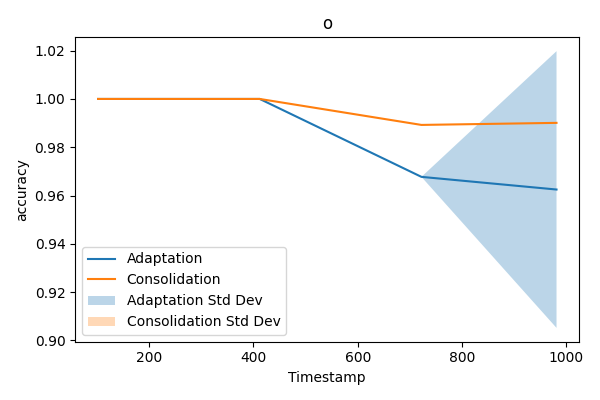 o
1.02
1.00
0.98
0.96
0.94
0.92
0.90
accuracy
Adaptation
Consolidation
Adaptation Std Dev
Consolidation Std Dev
200
400
600
800
1000
Timestamp